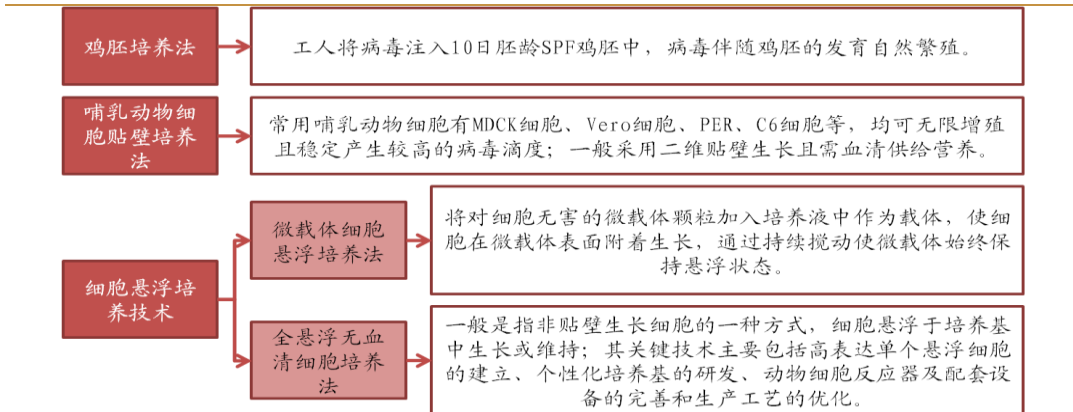 鸡胚培养法
工人将病毒注入10日胚龄SPF鸡胚中，病毒伴随鸡胚的发育自然繁殖。
哺乳动物细
胞贴壁培养
法
常用哺乳动物细胞有MDCK细胞、Vero细胞、PER、C6细胞等，均可无限增殖
且稳定产生较高的病毒滴度；一般采用二维贴壁生长且需血清供给营养。
细胞悬浮培
养技术
微载体细胞
悬浮培养法
将对细胞无害的微载体颗粒加入培养液中作为载体，使细
胞在微载体表面附着生长，通过持续搅动使微载体始终保
持悬浮状态。
全悬浮无血
清细胞培养
法
一般是指非贴壁生长细胞的一种方式，细胞悬浮于培养基
中生长或维持；其关键技术主要包括高表达单个悬浮细胞
的建立、个性化培养基的研发、动物细胞反应器及配套设
备的完善和生产工艺的优化。